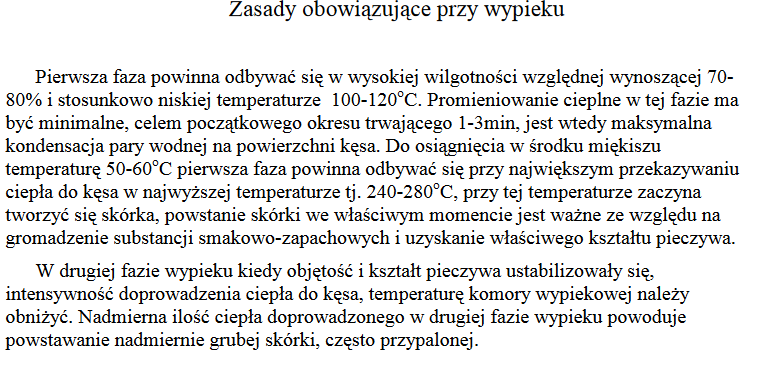 Zasady obowiązujące przy wypieku
Pierwsza faza powinna odbywać się w wysokiej wilgotności względnej wynoszącej 70-
80% i stosunkowo niskiej temperaturze  100-120°C. Promieniowanie cieplne w tej fazie ma
być minimalne, celem początkowego okresu trwającego 1-3min, jest wtedy maksymalna
kondensacja pary wodnej na powierzchni kęsa. Do osiągnięcia w środku miękiszu
temperaturę 50-60°C pierwsza faza powinna odbywać się przy największym przekazywaniu
ciepła do kęsa w najwyższej temperaturze tj. 240-280°C, przy tej temperaturze zaczyna
tworzyć się skórka, powstanie skórki we właściwym momencie jest ważne ze względu na
gromadzenie substancji smakowo-zapachowych i uzyskanie właściwego kształtu pieczywa.
W drugiej fazie wypieku kiedy objętość i kształt pieczywa ustabilizowały się,
intensywność doprowadzenia ciepła do kęsa, temperaturę komory wypiekowej należy
obniżyć. Nadmierna ilość ciepła doprowadzonego w drugiej fazie wypieku powoduje
powstawanie nadmiernie grubej skórki, często przypalonej.